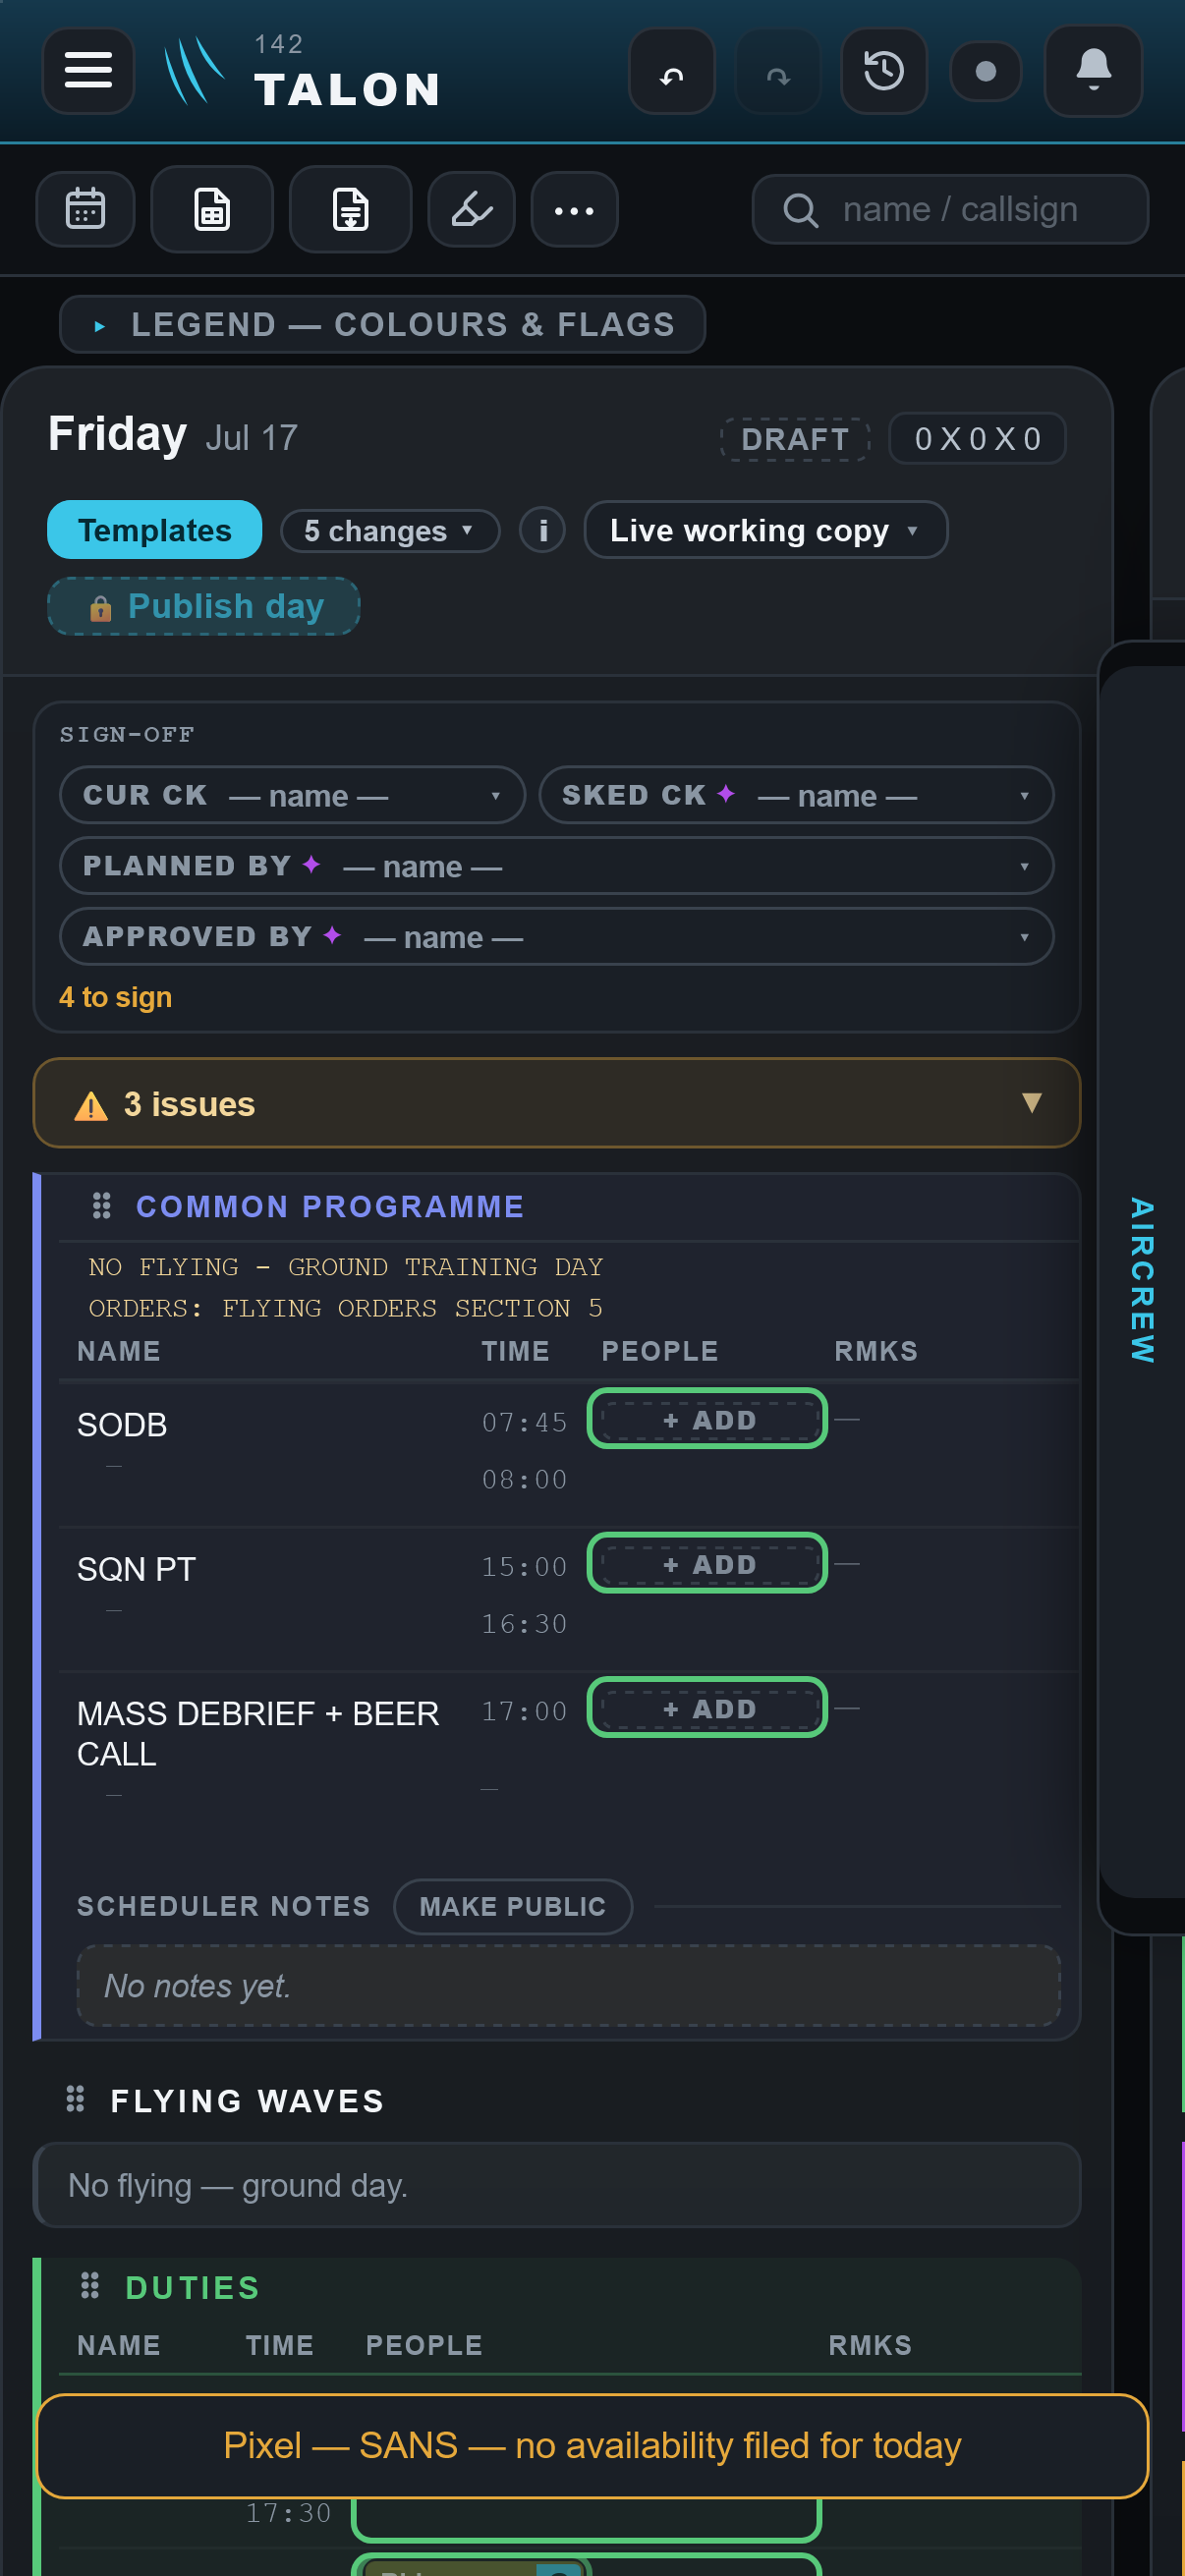 142
TALON
name / callsign
▸ LEGEND — COLOURS & FLAGS
Friday Jul 17 DRAFT 0 X 0 X 0
Templates 5 changes ▾ i Live working copy ▾
Publish day
SIGN-OFF
CUR CK — name — ▾ SKED CK ✦ — name — ▾
PLANNED BY ✦ — name — ▾
APPROVED BY ✦ — name — ▾
4 to sign
3 issues ▼
COMMON PROGRAMME
NO FLYING - GROUND TRAINING DAY
ORDERS: FLYING ORDERS SECTION 5
NAME TIME PEOPLE RMKS
SODB 07:45 + ADD —
— 08:00
SQN PT 15:00 + ADD —
— 16:30
MASS DEBRIEF + BEER 17:00 + ADD —
CALL
— —
SCHEDULER NOTES MAKE PUBLIC
No notes yet.
FLYING WAVES
No flying — ground day.
DUTIES
NAME TIME PEOPLE RMKS
Pixel — SANS — no availability filed for today
17:30
AIRCREW